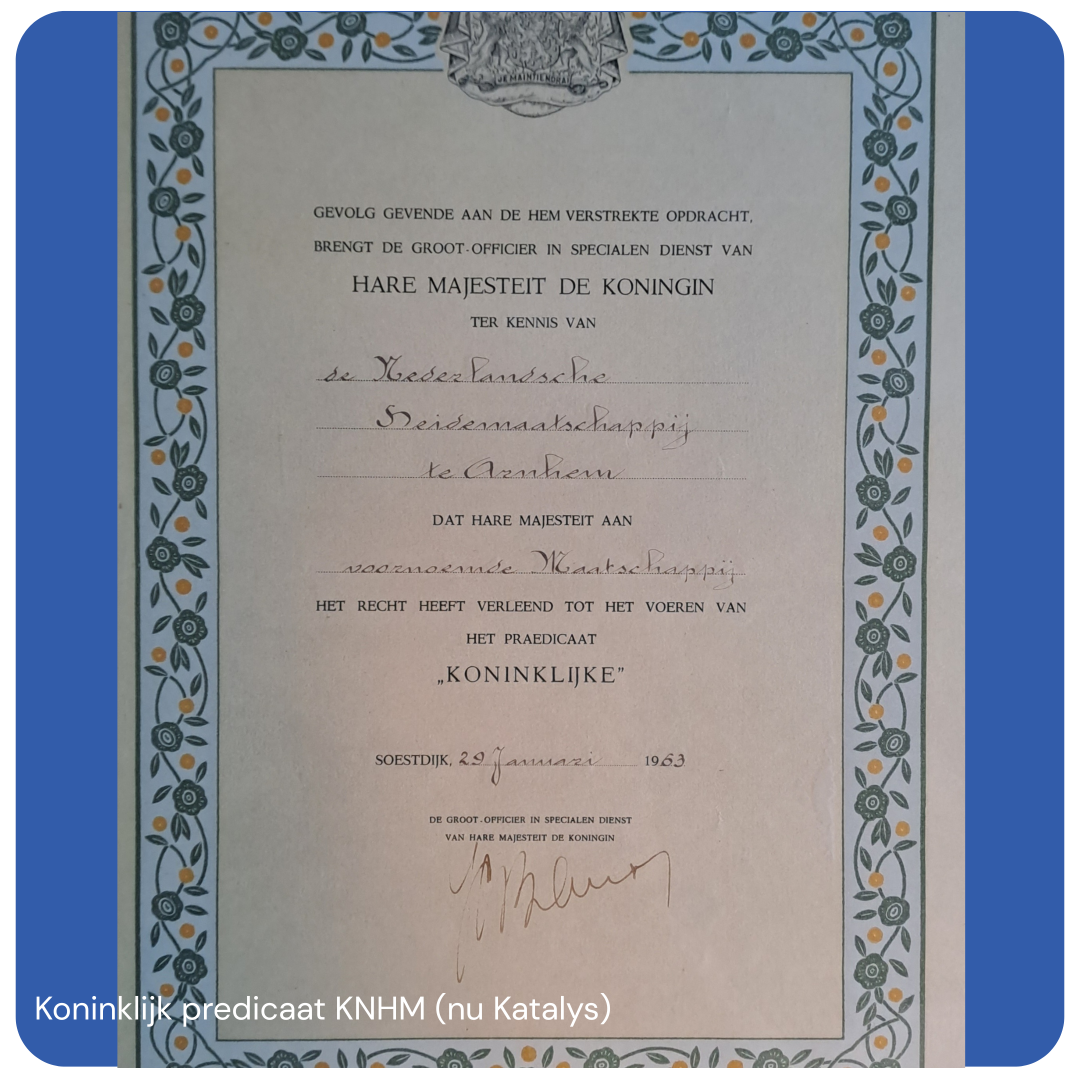 JE MAINTIENDRAI
GEVOLG GEVENDE AAN DE HEM VERSTREKTE OPDRACHT,
BRENGT DE GROOT-OFFICIER IN SPECIALEN DIENST VAN
HARE MAJESTEIT DE KONINGIN
TER KENNIS VAN
de Nederlandsche
Heidemaatschappij
te Arnhem
DAT HARE MAJESTEIT AAN
voornoemde Maatschappij
HET RECHT HEEFT VERLEEND TOT HET VOEREN VAN
HET PRAEDICAAT
„KONINKLIJKE”
SOESTDIJK, 29 Januari 1963
DE GROOT-OFFICIER IN SPECIALEN DIENST
VAN HARE MAJESTEIT DE KONINGIN
Koninklijk predicaat KNHM (nu Katalys)